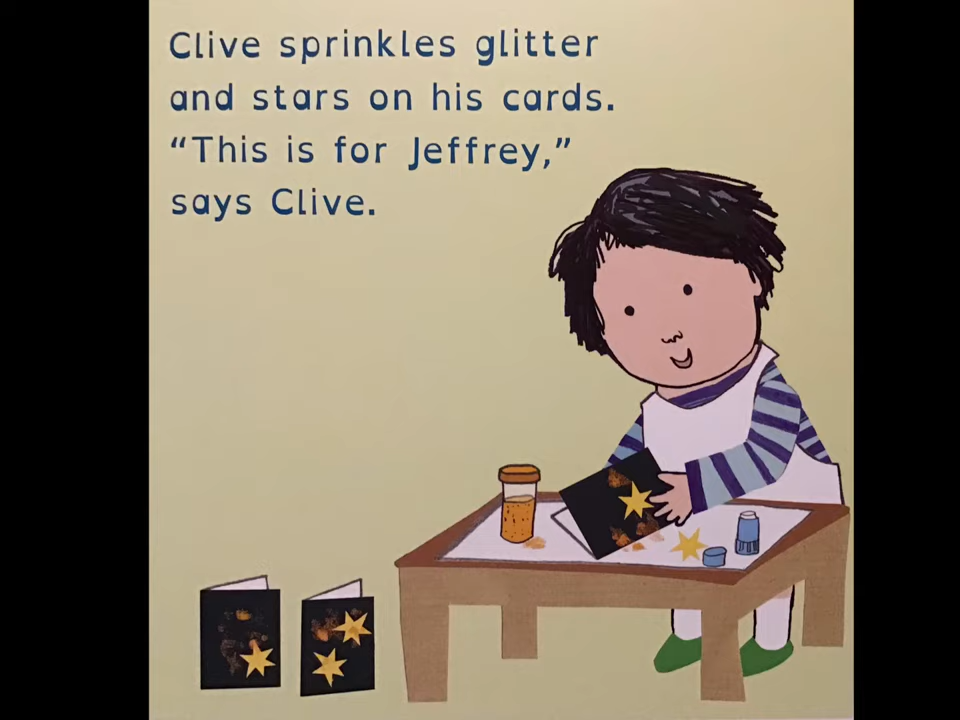 Clive sprinkles glitter
and stars on his cards.
“This is for Jeffrey,”
says Clive.